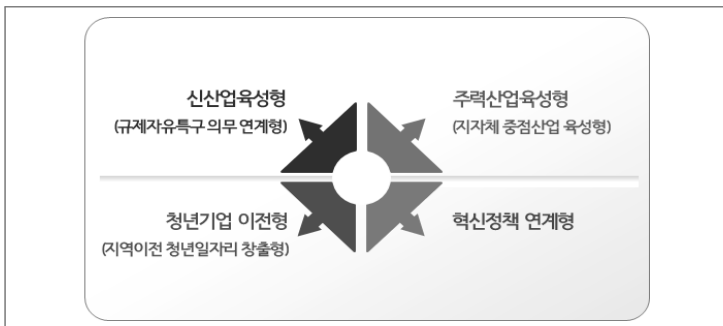 신산업육성형
(규제자유특구 의무 연계형)
주력산업육성형
(지자체 중점산업 육성형)
청년기업 이전형
(지역이전 청년일자리 창출형)
혁신정책 연계형